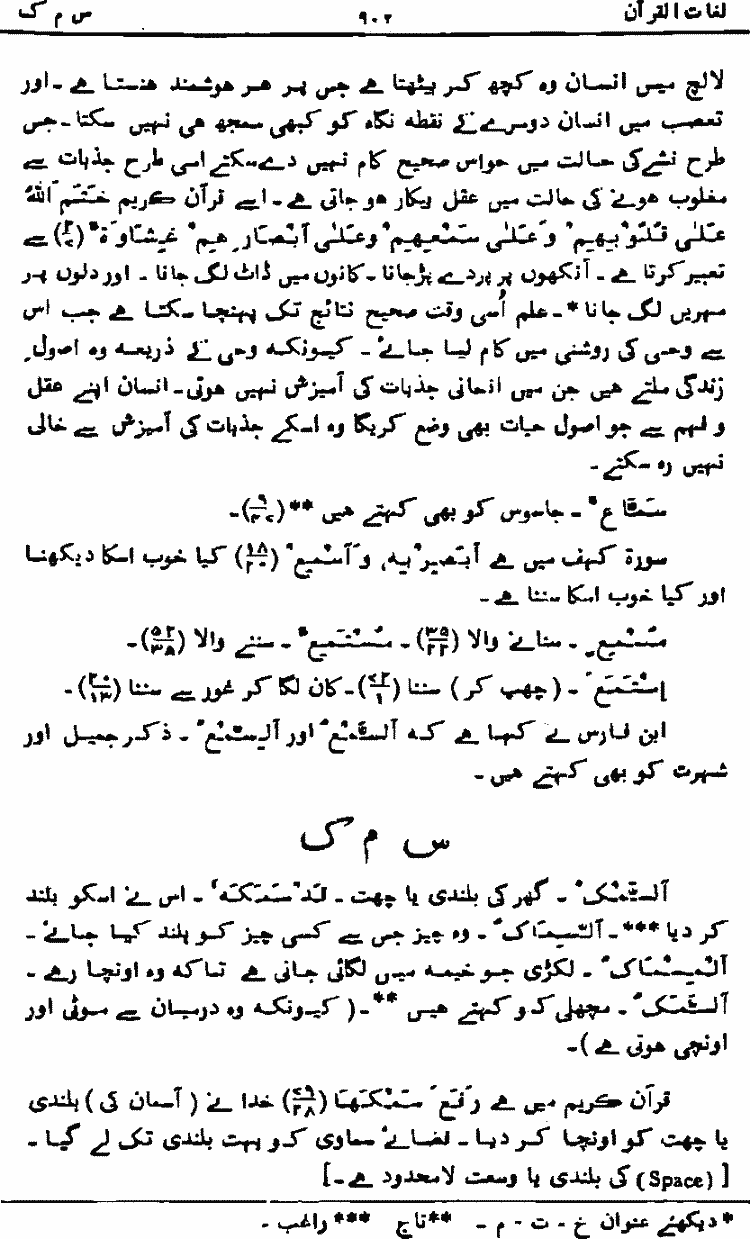 لغات القرآن ۹۰۲ س م ک
لالچ میں انسان وہ کچھ کر بیٹھتا ہے جس پر ہر ہوشمند ہنستا ہے ۔ اور
تعصب میں انسان دوسرے کے نقطہ نگاہ کو کبھی سمجھ ہی نہیں سکتا ۔ جس
طرح نشے کی حالت میں حواس صحیح کام نہیں دے سکتے اسی طرح جذبات سے
مغلوب ہونے کی حالت میں عقل بیکار ہو جاتی ہے ۔ اسے قرآن کریم خَتَمَ اللّٰہُ
عَلٰی قُلُوْبِہِمْ وَ عَلٰی سَمْعِہِمْ وَعَلٰی اَبْصَارِہِمْ غِشَاوَۃٌ (۲/۷) سے
تعبیر کرتا ہے ۔ آنکھوں پر پردے پڑجانا ۔ کانوں میں ڈاٹ لگ جانا ۔ اور دلوں پر
مہریں لگ جانا * ۔ علم اُسی وقت صحیح نتائج تک پہنچا سکتا ہے جب اس
سے وحی کی روشنی میں کام لیا جائے ۔ کیونکہ وحی کے ذریعہ وہ اصولِ
زندگی ملتے ہیں جن میں انسانی جذبات کی آمیزش نہیں ہوتی ۔ انسان اپنے عقل
و فہم سے جو اصول حیات بھی وضع کریگا وہ اسکے جذبات کی آمیزش سے خالی
نہیں رہ سکتے ۔
سَمَّاعٌ ۔ جاسوس کو بھی کہتے ہیں ** (۹/۴۷) ۔
سورۃ کہف میں ہے اَبْصِرْ بِہٖ وَ اَسْمِعْ (۱۸/۲۶) کیا خوب اسکا دیکھنا
اور کیا خوب اسکا سننا ہے ۔
مُسْمِعٍ ۔ سنانے والا (۳۵/۲۲) ۔ مُسْتَمِعٌ ۔ سننے والا (۵۲/۳۸) ۔
اِسْتَمَعَ ۔ (چھپ کر) سننا (۷۲/۱) ۔ کان لگا کر غور سے سننا (۲۰/۱۳) ۔
ابن فارس نے کہا ہے کہ اَلسَّمْعُ اور اَلسِّمْعُ ۔ ذکر جمیل اور
شہرت کو بھی کہتے ہیں ۔
س م ک
اَلسَّمْکُ ۔ گھر کی بلندی یا چھت ۔ قَدْ سَمَکَہٗ ۔ اس نے اسکو بلند
کر دیا *** ۔ اَلسِّمَاکُ ۔ وہ چیز جس سے کسی چیز کو بلند کیا جائے ۔
اَلْمِسْمَاکُ ۔ لکڑی جو خیمہ میں لگائی جاتی ہے تاکہ وہ اونچا رہے ۔
اَلسَّمَکُ ۔ مچھلی کو کہتے ہیں ** ۔ ( کیونکہ وہ درمیان سے موٹی اور
اونچی ہوتی ہے ) ۔
قرآن کریم میں ہے رَفَعَ سَمْکَہَا (۷۹/۲۸) خدا نے ( آسمان کی ) بلندی
یا چھت کو اونچا کر دیا ۔ فضائے سماوی کو بہت بلندی تک لے گیا ۔
[ (Space) کی بلندی یا وسعت لامحدود ہے ۔ ]
* دیکھئے عنوان خ ۔ ت ۔ م ۔ ** تاج *** راغب ۔